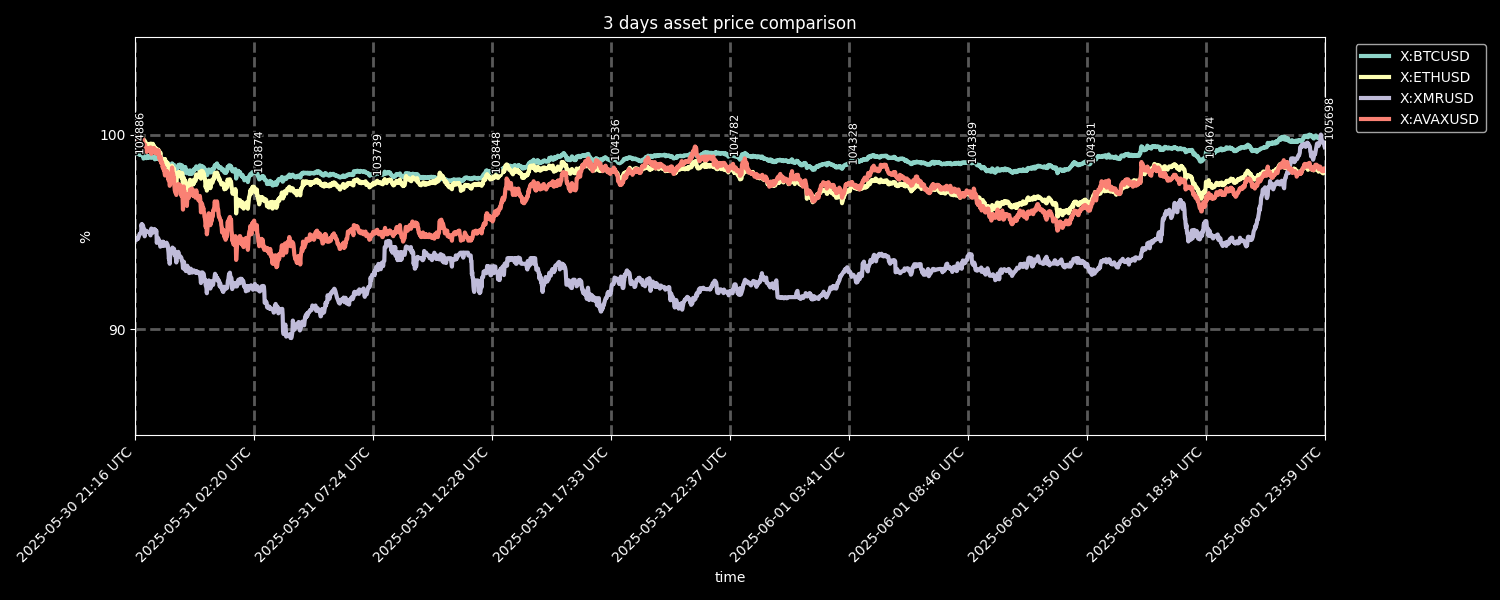 3 days asset price comparison
X:BTCUSD
X:ETHUSD
X:XMRUSD
X:AVAXUSD
100
90
%
104886
103874
103739
103848
104536
104782
104328
104389
104381
104674
105698
2025-05-30 21:16 UTC
2025-05-31 02:20 UTC
2025-05-31 07:24 UTC
2025-05-31 12:28 UTC
2025-05-31 17:33 UTC
2025-05-31 22:37 UTC
2025-06-01 03:41 UTC
2025-06-01 08:46 UTC
2025-06-01 13:50 UTC
2025-06-01 18:54 UTC
2025-06-01 23:59 UTC
time